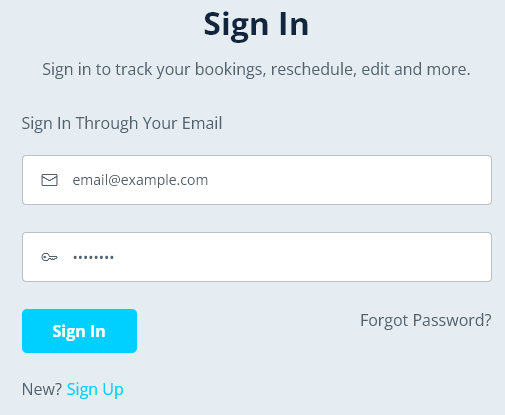 Sign In
Sign in to track your bookings, reschedule, edit and more.
Sign In Through Your Email
email@example.com
••••••••
Sign In
Forgot Password?
New? Sign Up